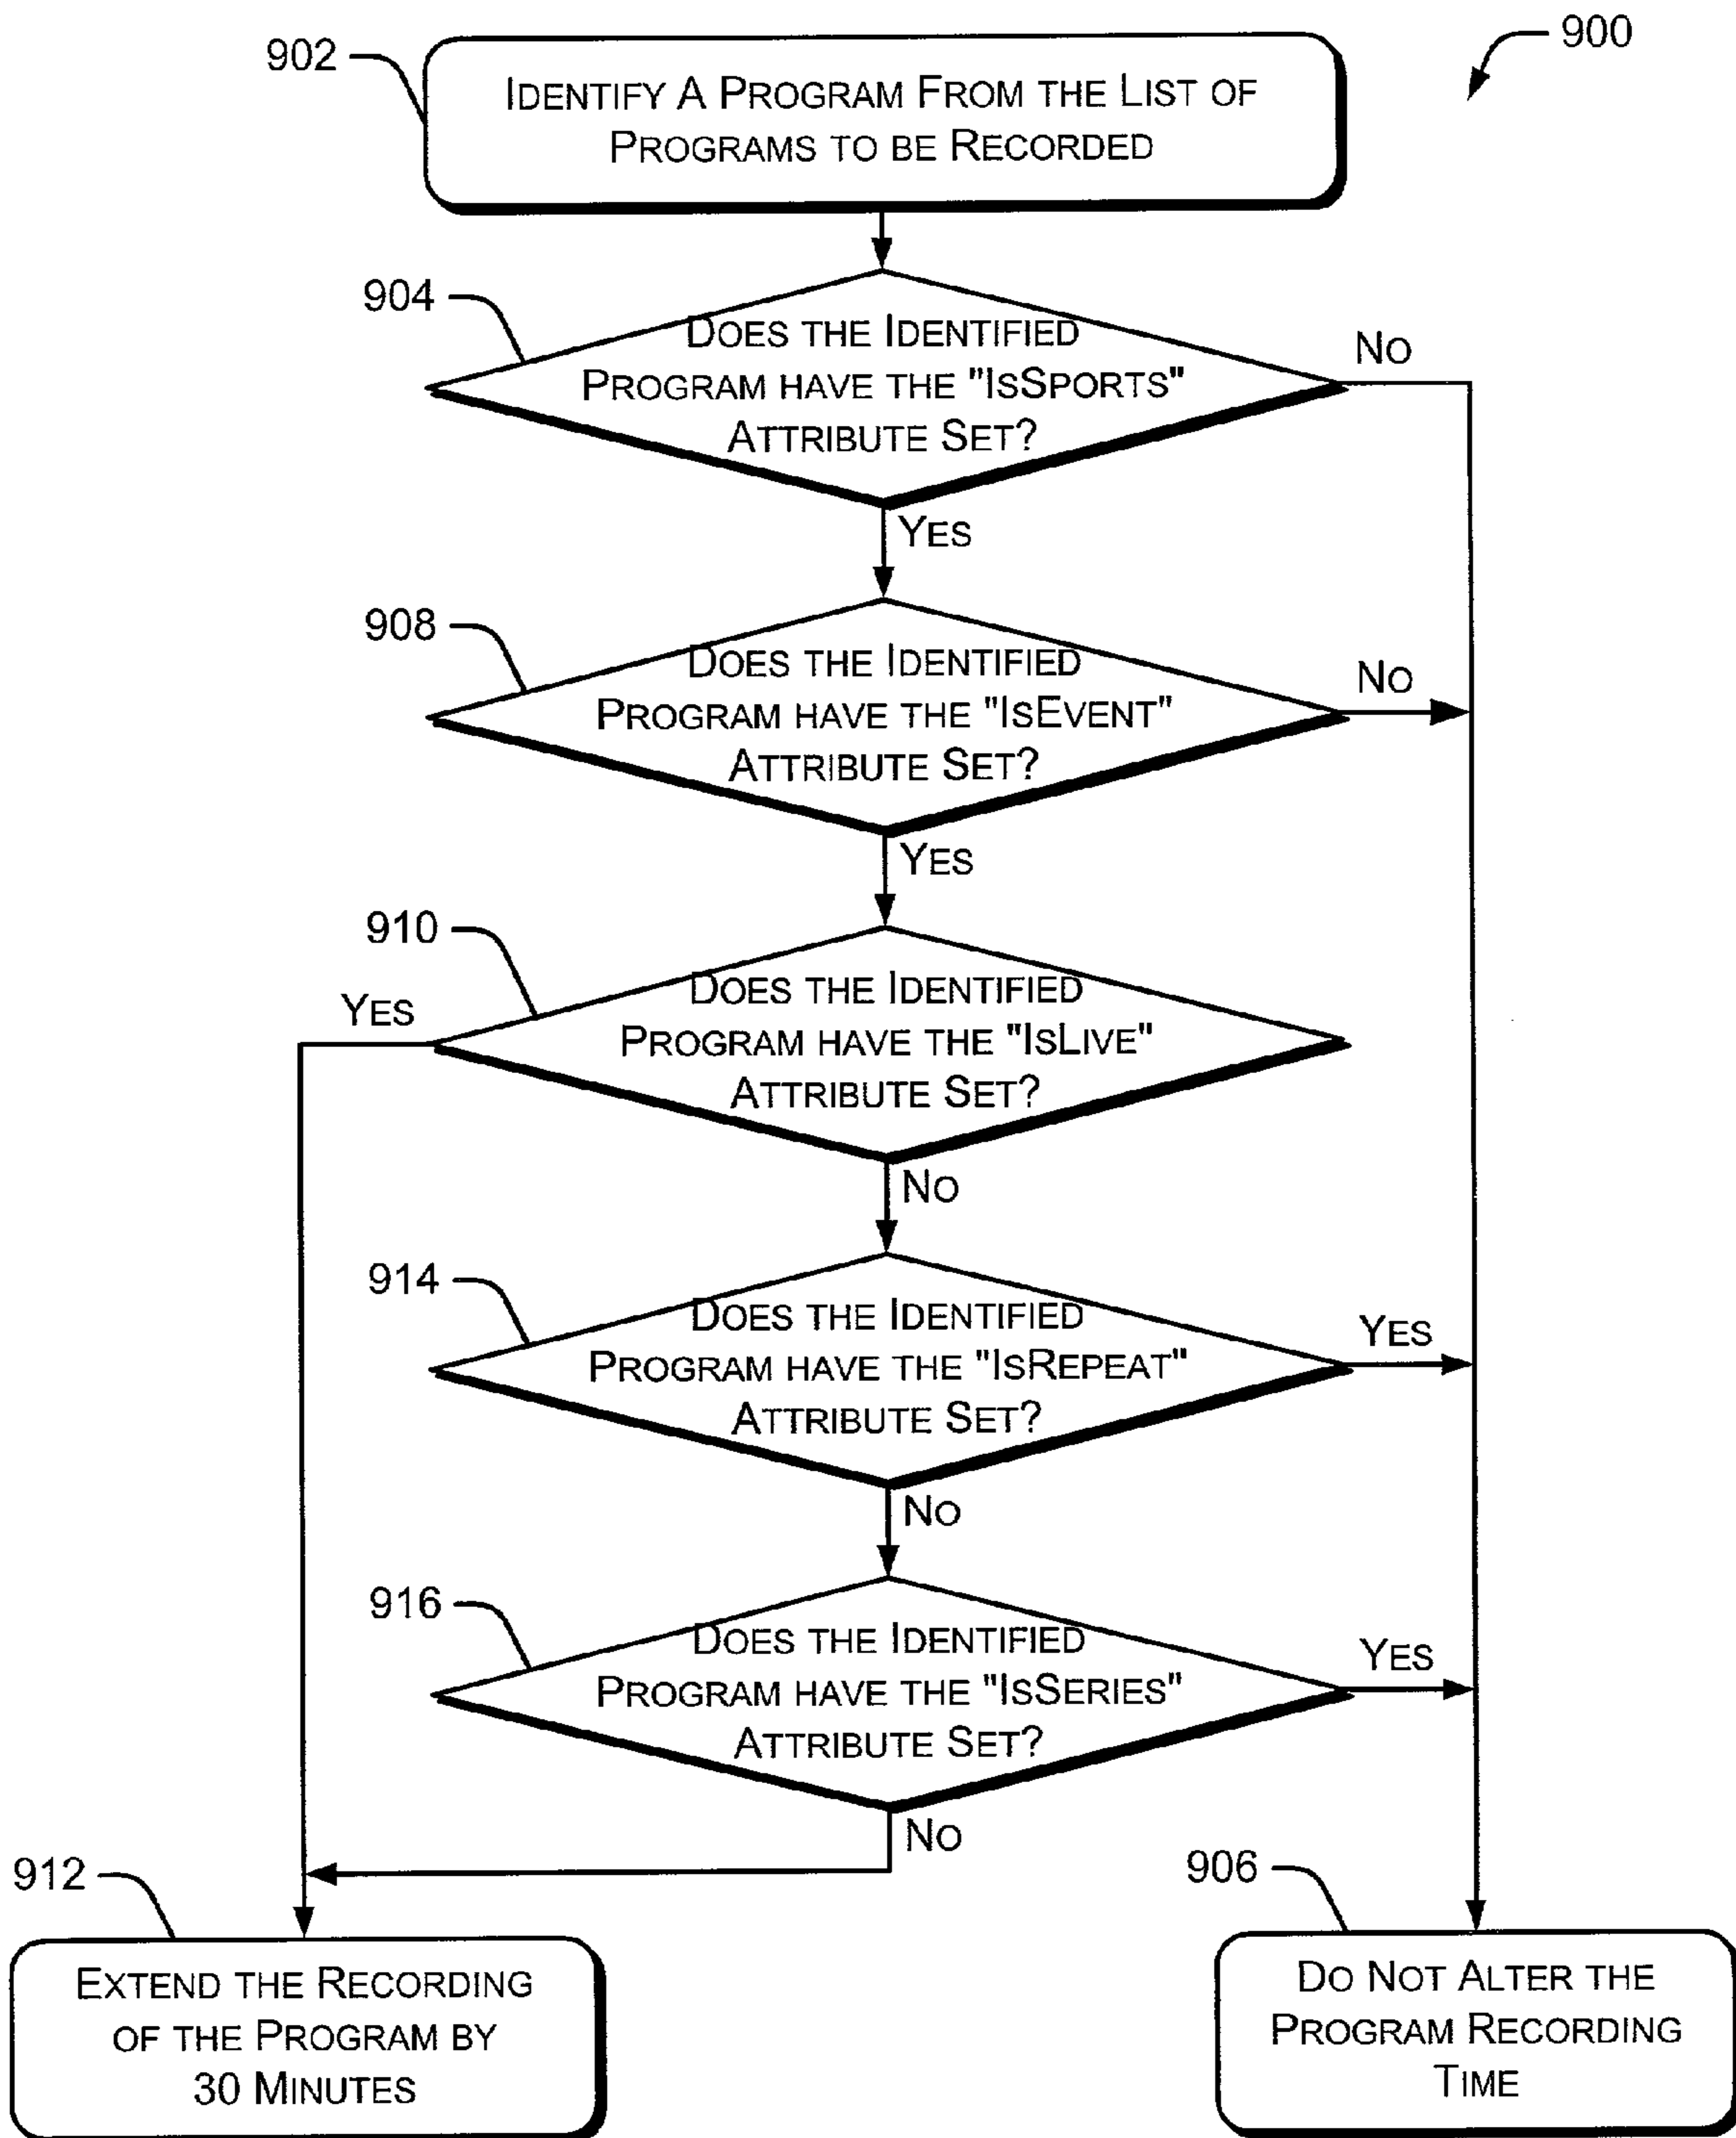 900
902
IDENTIFY A PROGRAM FROM THE LIST OF
PROGRAMS TO BE RECORDED
904
DOES THE IDENTIFIED
PROGRAM HAVE THE "ISSPORTS"
ATTRIBUTE SET?
NO
YES
908
DOES THE IDENTIFIED
PROGRAM HAVE THE "ISEVENT"
ATTRIBUTE SET?
NO
YES
910
DOES THE IDENTIFIED
PROGRAM HAVE THE "ISLIVE"
ATTRIBUTE SET?
YES
NO
914
DOES THE IDENTIFIED
PROGRAM HAVE THE "ISREPEAT"
ATTRIBUTE SET?
YES
NO
916
DOES THE IDENTIFIED
PROGRAM HAVE THE "ISSERIES"
ATTRIBUTE SET?
YES
NO
912
EXTEND THE RECORDING
OF THE PROGRAM BY
30 MINUTES
906
DO NOT ALTER THE
PROGRAM RECORDING
TIME